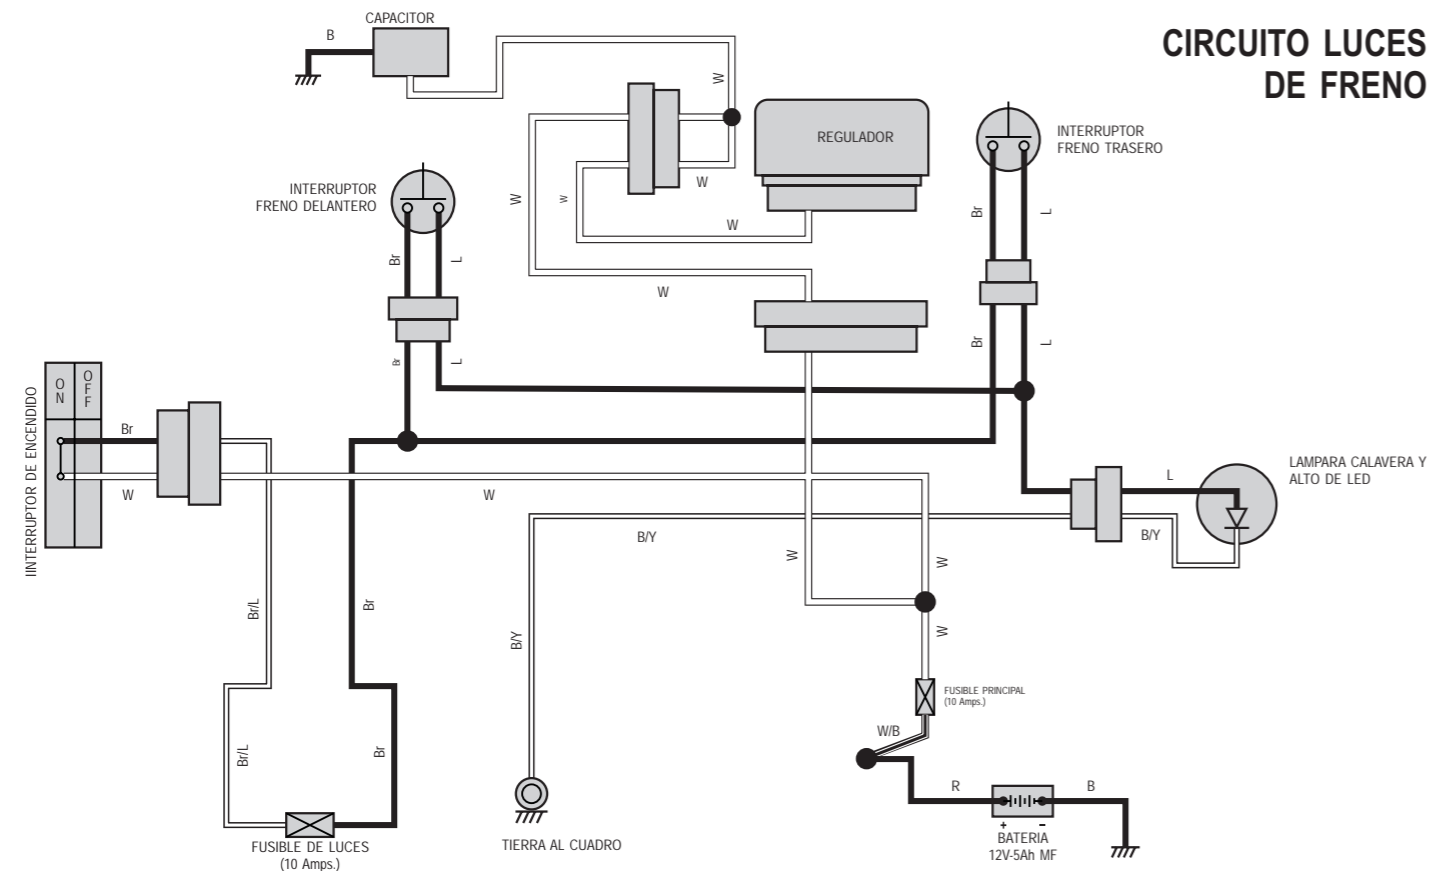 CIRCUITO LUCES
DE FRENO
CAPACITOR
B
W
REGULADOR
INTERRUPTOR
FRENO TRASERO
INTERRUPTOR
FRENO DELANTERO
W
W
W
W
W
Br
L
Br
L
Br
L
Br
L
IINTERRUPTOR DE ENCENDIDO
ON
OFF
Br
W
W
LAMPARA CALAVERA Y
ALTO DE LED
L
B/Y
B/Y
W
W
W
Br/L
Br
B/Y
FUSIBLE PRINCIPAL
(10 Amps.)
W/B
Br/L
Br
R
B
+
−
BATERIA
12V-5Ah MF
TIERRA AL CUADRO
FUSIBLE DE LUCES
(10 Amps.)